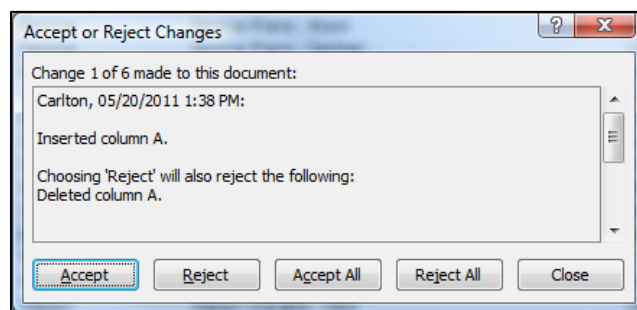 Accept or Reject Changes
Change 1 of 6 made to this document:
Carlton, 05/20/2011 1:38 PM:
Inserted column A.
Choosing 'Reject' will also reject the following:
Deleted column A.
Accept Reject Accept All Reject All Close